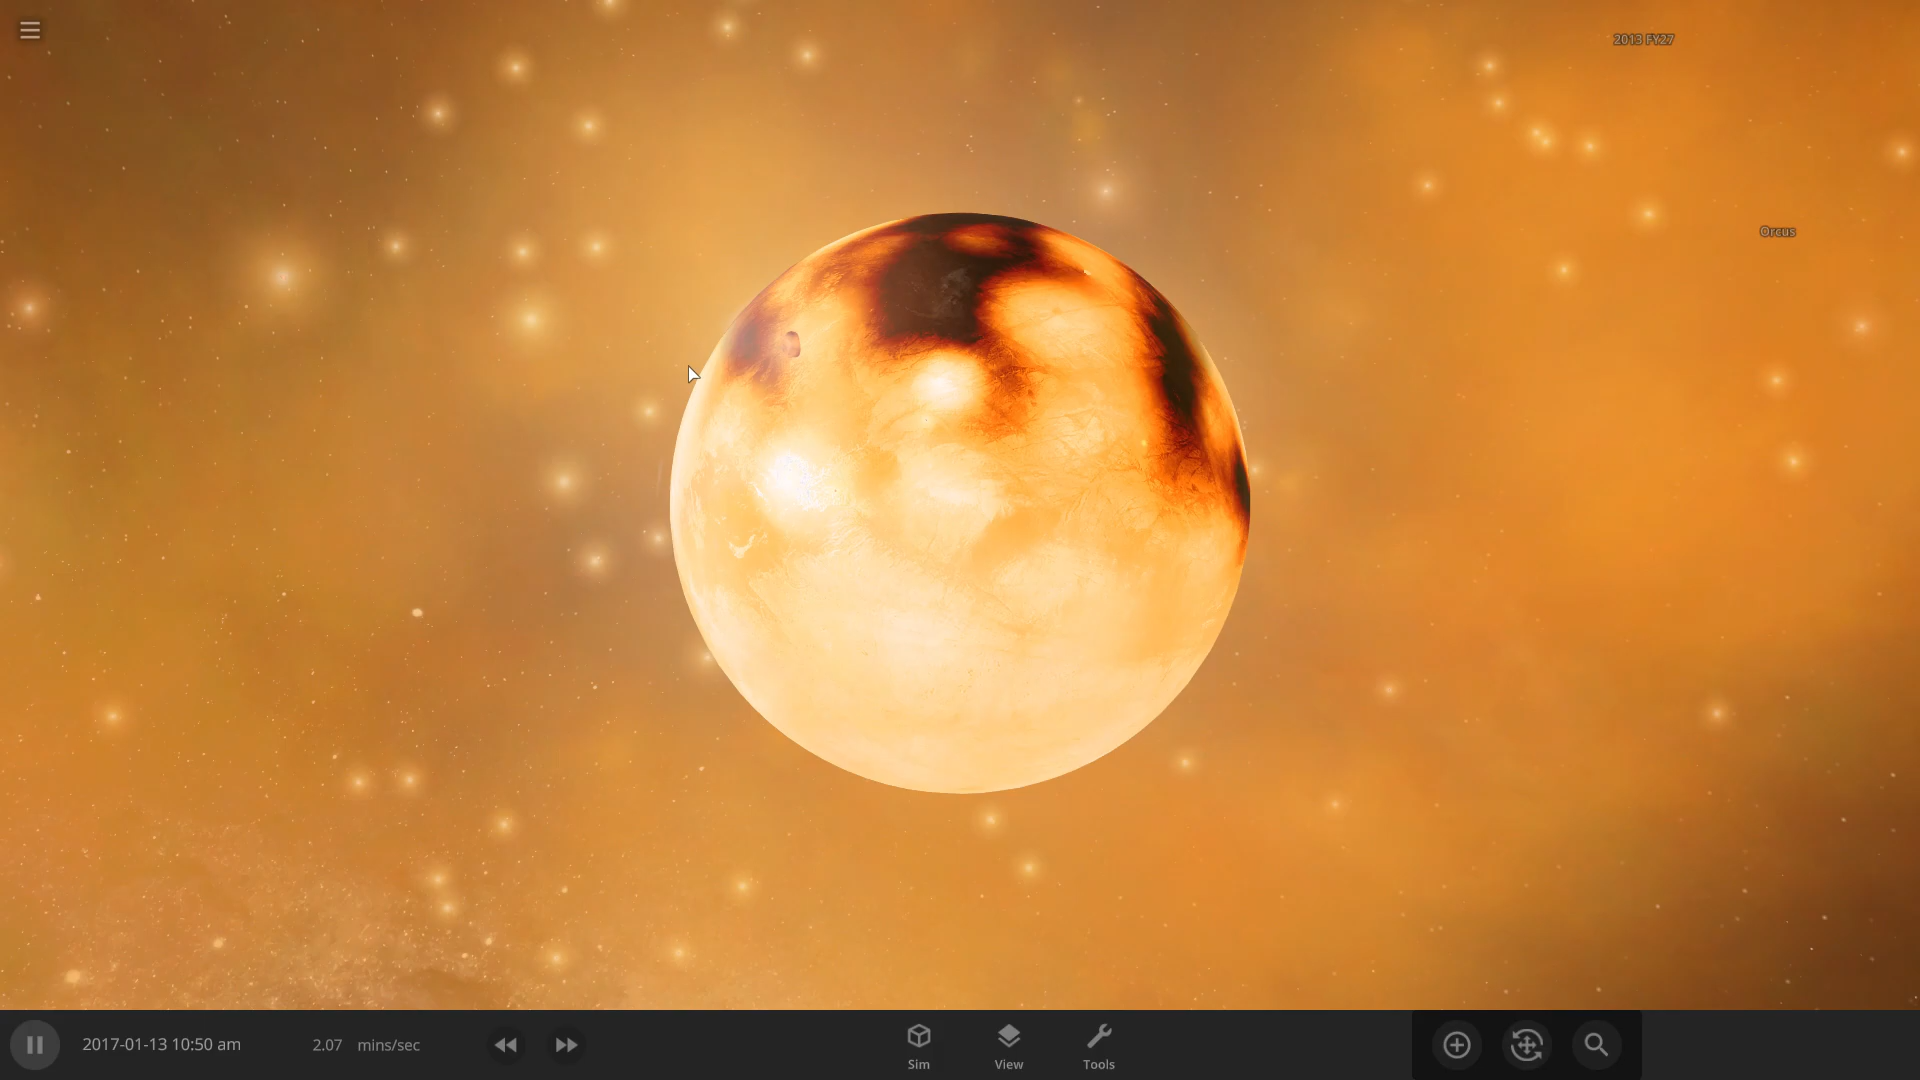 2013 FY27
Orcus
2017-01-13 10:50 am
2.07 mins/sec
Sim
View
Tools